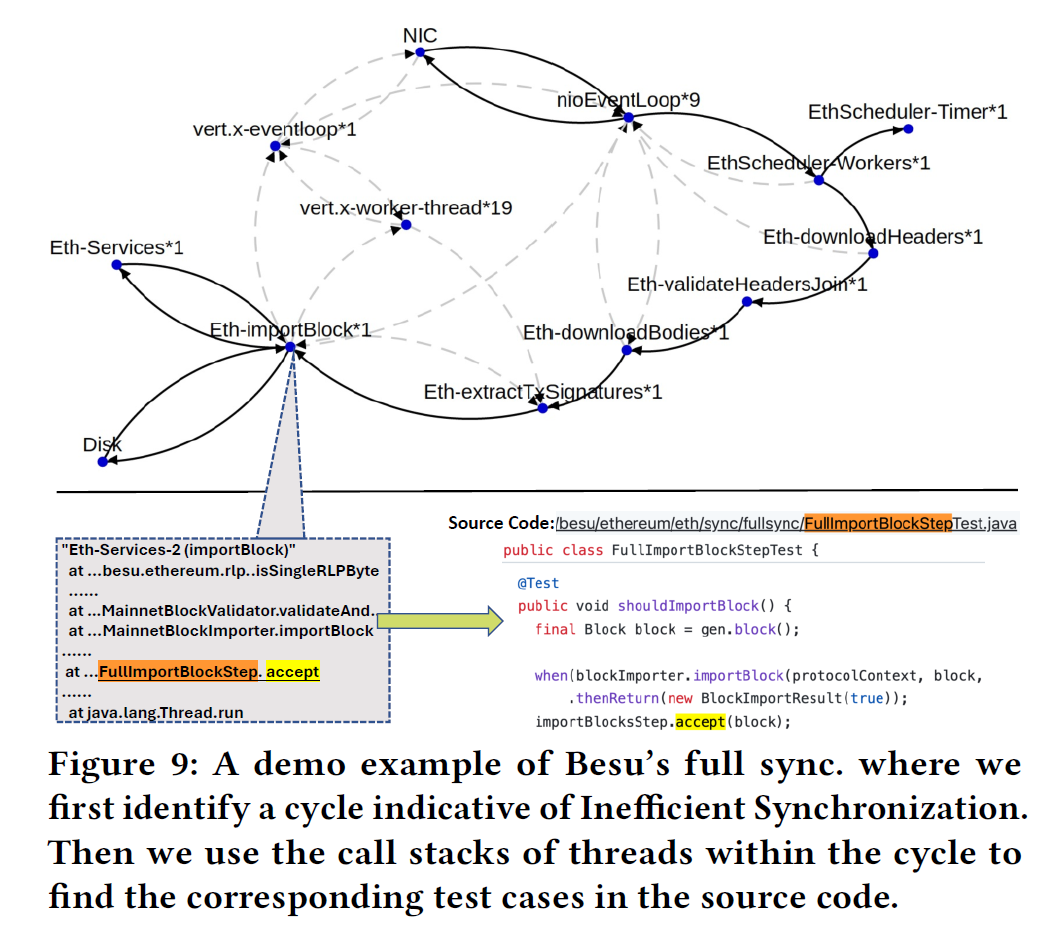 NIC
nioEventLoop*9
EthScheduler-Timer*1
vert.x-eventloop*1
EthScheduler-Workers*1
vert.x-worker-thread*19
Eth-Services*1
Eth-downloadHeaders*1
Eth-validateHeadersJoin*1
Eth-importBlock*1
Eth-downloadBodies*1
Eth-extractTxSignatures*1
Disk
"Eth-Services-2 (importBlock)"
at ...besu.ethereum.rlp..isSingleRLPByte
......
at ...MainnetBlockValidator.validateAnd..
at ...MainnetBlockImporter.importBlock
......
at ...FullImportBlockStep. accept
......
at java.lang.Thread.run
Source Code:/besu/ethereum/eth/sync/fullsync/FullImportBlockStepTest.java
public class FullImportBlockStepTest {
@Test
public void shouldImportBlock() {
final Block block = gen.block();
when(blockImporter.importBlock(protocolContext, block,
.thenReturn(new BlockImportResult(true));
importBlocksStep.accept(block);
Figure 9: A demo example of Besu's full sync. where we
first identify a cycle indicative of Inefficient Synchronization.
Then we use the call stacks of threads within the cycle to
find the corresponding test cases in the source code.